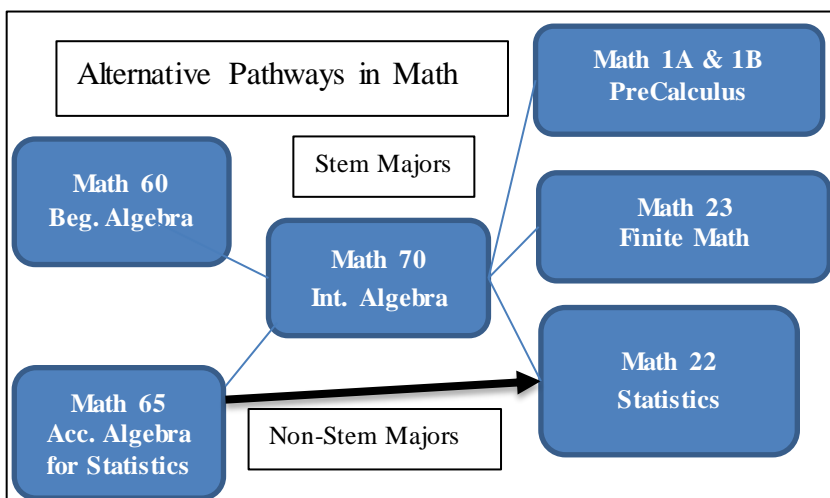 Alternative Pathways in Math
Math 1A & 1B
PreCalculus
Stem Majors
Math 60
Beg. Algebra
Math 23
Finite Math
Math 70
Int. Algebra
Math 22
Statistics
Math 65
Acc. Algebra
for Statistics
Non-Stem Majors